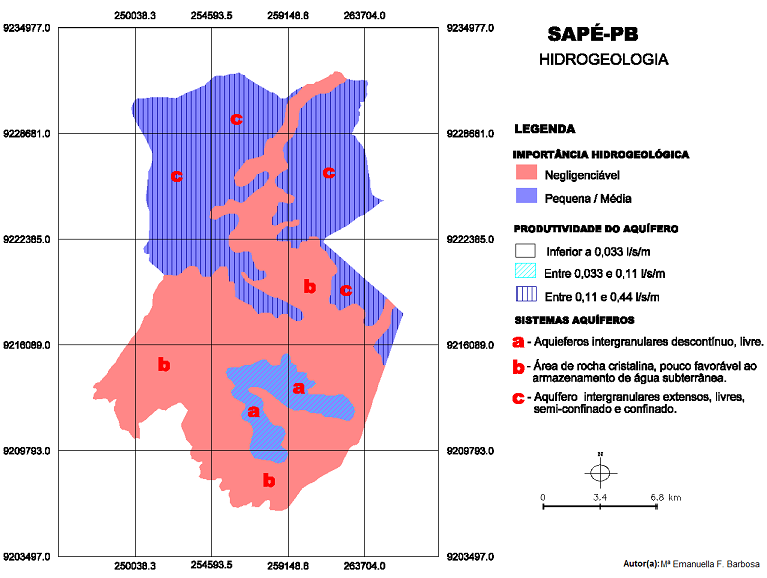 250038.3 254593.5 259148.8 263704.0
9234977.0 9234977.0
SAPÉ-PB
HIDROGEOLOGIA
c
9228681.0 9228681.0
LEGENDA
IMPORTÂNCIA HIDROGEOLÓGICA
c c
Negligenciável
Pequena / Média
PRODUTIVIDADE DO AQUÍFERO
9222385.0 9222385.0
Inferior a 0,033 l/s/m
Entre 0,033 e 0,11 l/s/m
b c
Entre 0,11 e 0,44 l/s/m
SISTEMAS AQUÍFEROS
9216089.0 9216089.0
a - Aquieferos intergranulares descontínuo, livre.
b
b - Área de rocha cristalina, pouco favorável ao
armazenamento de água subterrânea.
a
c - Aquífero intergranulares extensos, livres,
semi-confinado e confinado.
a
9209793.0 9209793.0
N
b
0 3.4 6.8 km
9203497.0 9203497.0
250038.3 254593.5 259148.8 263704.0
Autor(a): Mª Emanuella F. Barbosa